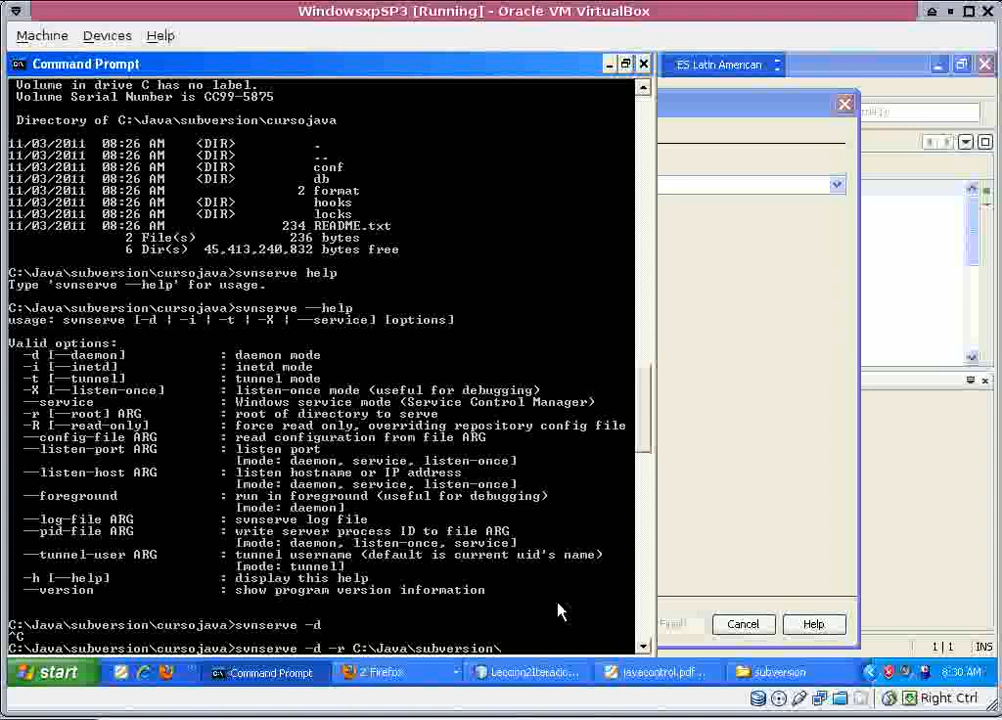 WindowsxpSP3 [Running] - Oracle VM VirtualBox
Machine Devices Help
Command Prompt
ES Latin American
Volume in drive C has no label.
Volume Serial Number is CC99-5875
Directory of C:\Java\subversion\cursojava
11/03/2011 08:26 AM <DIR> .
11/03/2011 08:26 AM <DIR> ..
11/03/2011 08:26 AM <DIR> conf
11/03/2011 08:26 AM <DIR> db
11/03/2011 08:26 AM 2 format
11/03/2011 08:26 AM <DIR> hooks
11/03/2011 08:26 AM <DIR> locks
11/03/2011 08:26 AM 234 README.txt
2 File(s) 236 bytes
6 Dir(s) 45,413,240,832 bytes free
C:\Java\subversion\cursojava>svnserve help
Type 'svnserve --help' for usage.
C:\Java\subversion\cursojava>svnserve --help
usage: svnserve [-d | -i | -t | -X | --service] [options]
Valid options:
-d [--daemon] : daemon mode
-i [--inetd] : inetd mode
-t [--tunnel] : tunnel mode
-X [--listen-once] : listen-once mode (useful for debugging)
--service : Windows service mode (Service Control Manager)
-r [--root] ARG : root of directory to serve
-R [--read-only] : force read only, overriding repository config file
--config-file ARG : read configuration from file ARG
--listen-port ARG : listen port
[mode: daemon, service, listen-once]
--listen-host ARG : listen hostname or IP address
[mode: daemon, service, listen-once]
--foreground : run in foreground (useful for debugging)
[mode: daemon]
--log-file ARG : svnserve log file
--pid-file ARG : write server process ID to file ARG
[mode: daemon, listen-once, service]
--tunnel-user ARG : tunnel username (default is current uid's name)
[mode: tunnel]
-h [--help] : display this help
--version : show program version information
C:\Java\subversion\cursojava>svnserve -d
^C
C:\Java\subversion\cursojava>svnserve -d -r C:\Java\subversion\
Cancel Help
1 | 1 INS
start Command Prompt 2 Firefox Leccion2Iteracio... javacontrol.pdf ... subversion 8:30 AM
Right Ctrl